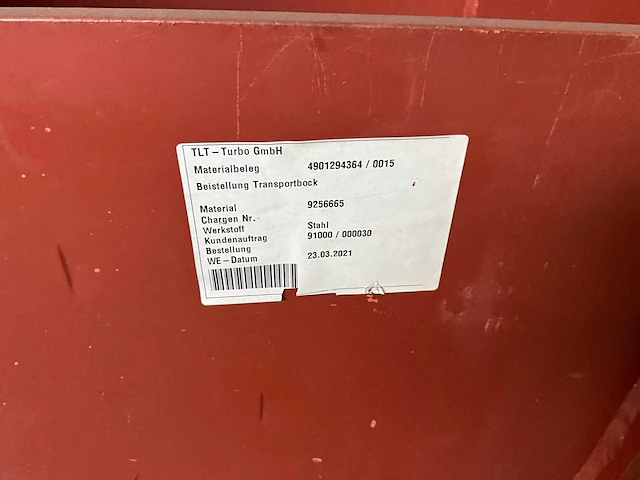 TLT – Turbo GmbH
Materialbeleg 4901294364 / 0015
Beistellung Transportbock
Material 9256665
Chargen Nr.
Werkstoff Stahl
Kundenauftrag 91000 / 000030
Bestellung
WE – Datum 23.03.2021